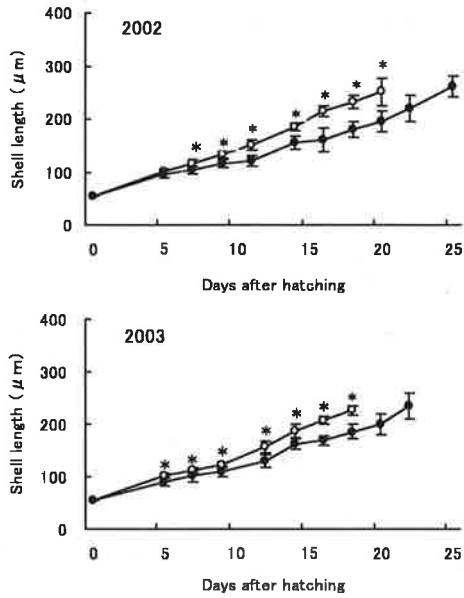 400
2002
300
200
100
0
Shell length (μm)
* * * * * * *
0 5 10 15 20 25
Days after hatching
400
2003
300
200
100
0
Shell length (μm)
* * * * * * *
0 5 10 15 20 25
Days after hatching